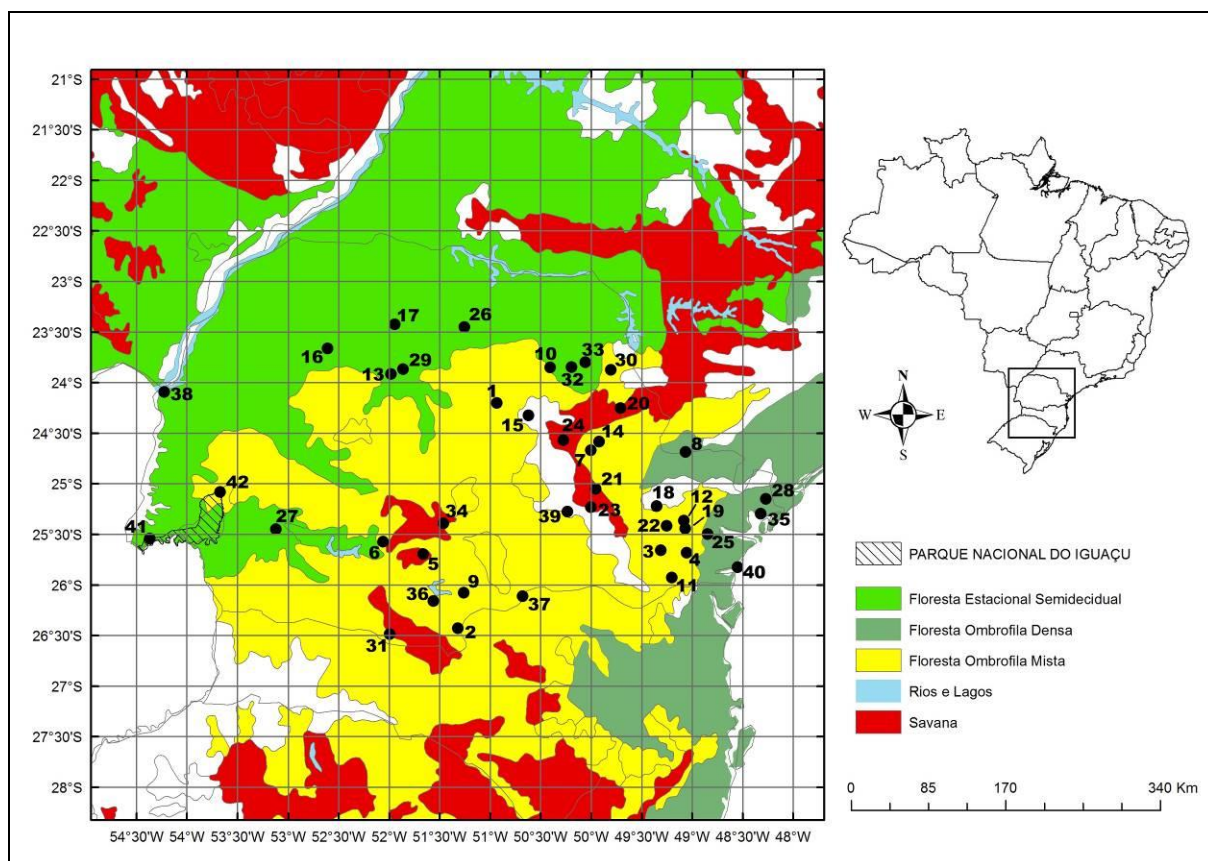 21°S
21°30'S
22°S
22°30'S
23°S
23°30'S
24°S
24°30'S
25°S
25°30'S
26°S
26°30'S
27°S
27°30'S
28°S
54°30'W 54°W 53°30'W 53°W 52°30'W 52°W 51°30'W 51°W 50°30'W 50°W 49°30'W 49°W 48°30'W 48°W
17
26
16
29
13
10
33
32
30
38
1
15
20
24
14
7
8
42
21
28
18
12
41
27
34
39
23
22
19
35
6
5
3
4
25
40
36
9
37
11
31
2
N
W E
S
PARQUE NACIONAL DO IGUAÇU
Floresta Estacional Semidecidual
Floresta Ombrofila Densa
Floresta Ombrofila Mista
Rios e Lagos
Savana
0 85 170 340 Km